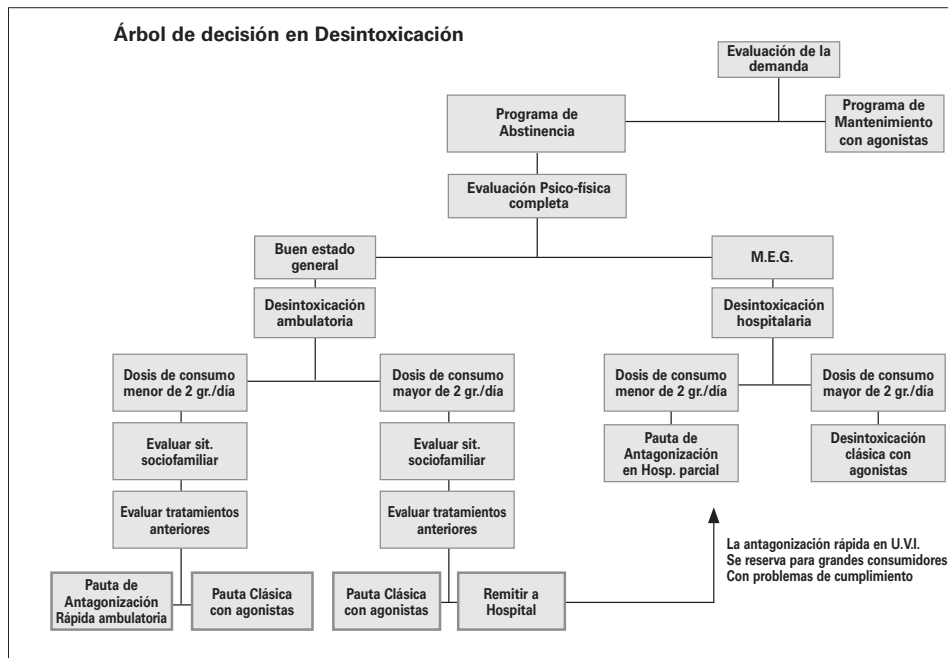 Árbol de decisión en Desintoxicación
Evaluación de la
demanda
Programa de
Abstinencia
Programa de
Mantenimiento
con agonistas
Evaluación Psico-física
completa
Buen estado
general
M.E.G.
Desintoxicación
ambulatoria
Desintoxicación
hospitalaria
Dosis de consumo
menor de 2 gr./día
Dosis de consumo
mayor de 2 gr./día
Dosis de consumo
menor de 2 gr./día
Dosis de consumo
mayor de 2 gr./día
Evaluar sit.
sociofamiliar
Evaluar sit.
sociofamiliar
Pauta de
Antagonización
en Hosp. parcial
Desintoxicación
clásica con
agonistas
Evaluar tratamientos
anteriores
Evaluar tratamientos
anteriores
La antagonización rápida en U.V.I.
Se reserva para grandes consumidores
Con problemas de cumplimiento
Pauta de
Antagonización
Rápida ambulatoria
Pauta Clásica
con agonistas
Pauta Clásica
con agonistas
Remitir a
Hospital